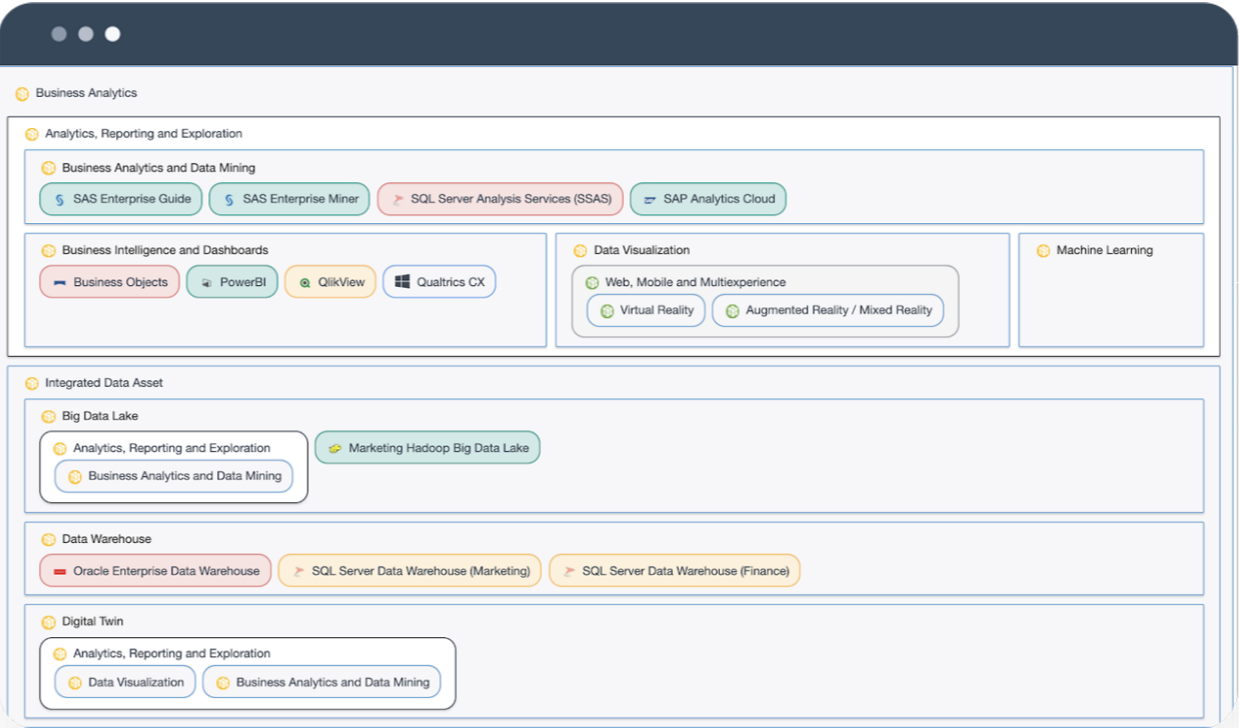 Business Analytics
Analytics, Reporting and Exploration
Business Analytics and Data Mining
SAS Enterprise Guide
SAS Enterprise Miner
SQL Server Analysis Services (SSAS)
SAP Analytics Cloud
Business Intelligence and Dashboards
Business Objects
PowerBI
QlikView
Qualtrics CX
Data Visualization
Web, Mobile and Multiexperience
Virtual Reality
Augmented Reality / Mixed Reality
Machine Learning
Integrated Data Asset
Big Data Lake
Analytics, Reporting and Exploration
Business Analytics and Data Mining
Marketing Hadoop Big Data Lake
Data Warehouse
Oracle Enterprise Data Warehouse
SQL Server Data Warehouse (Marketing)
SQL Server Data Warehouse (Finance)
Digital Twin
Analytics, Reporting and Exploration
Data Visualization
Business Analytics and Data Mining